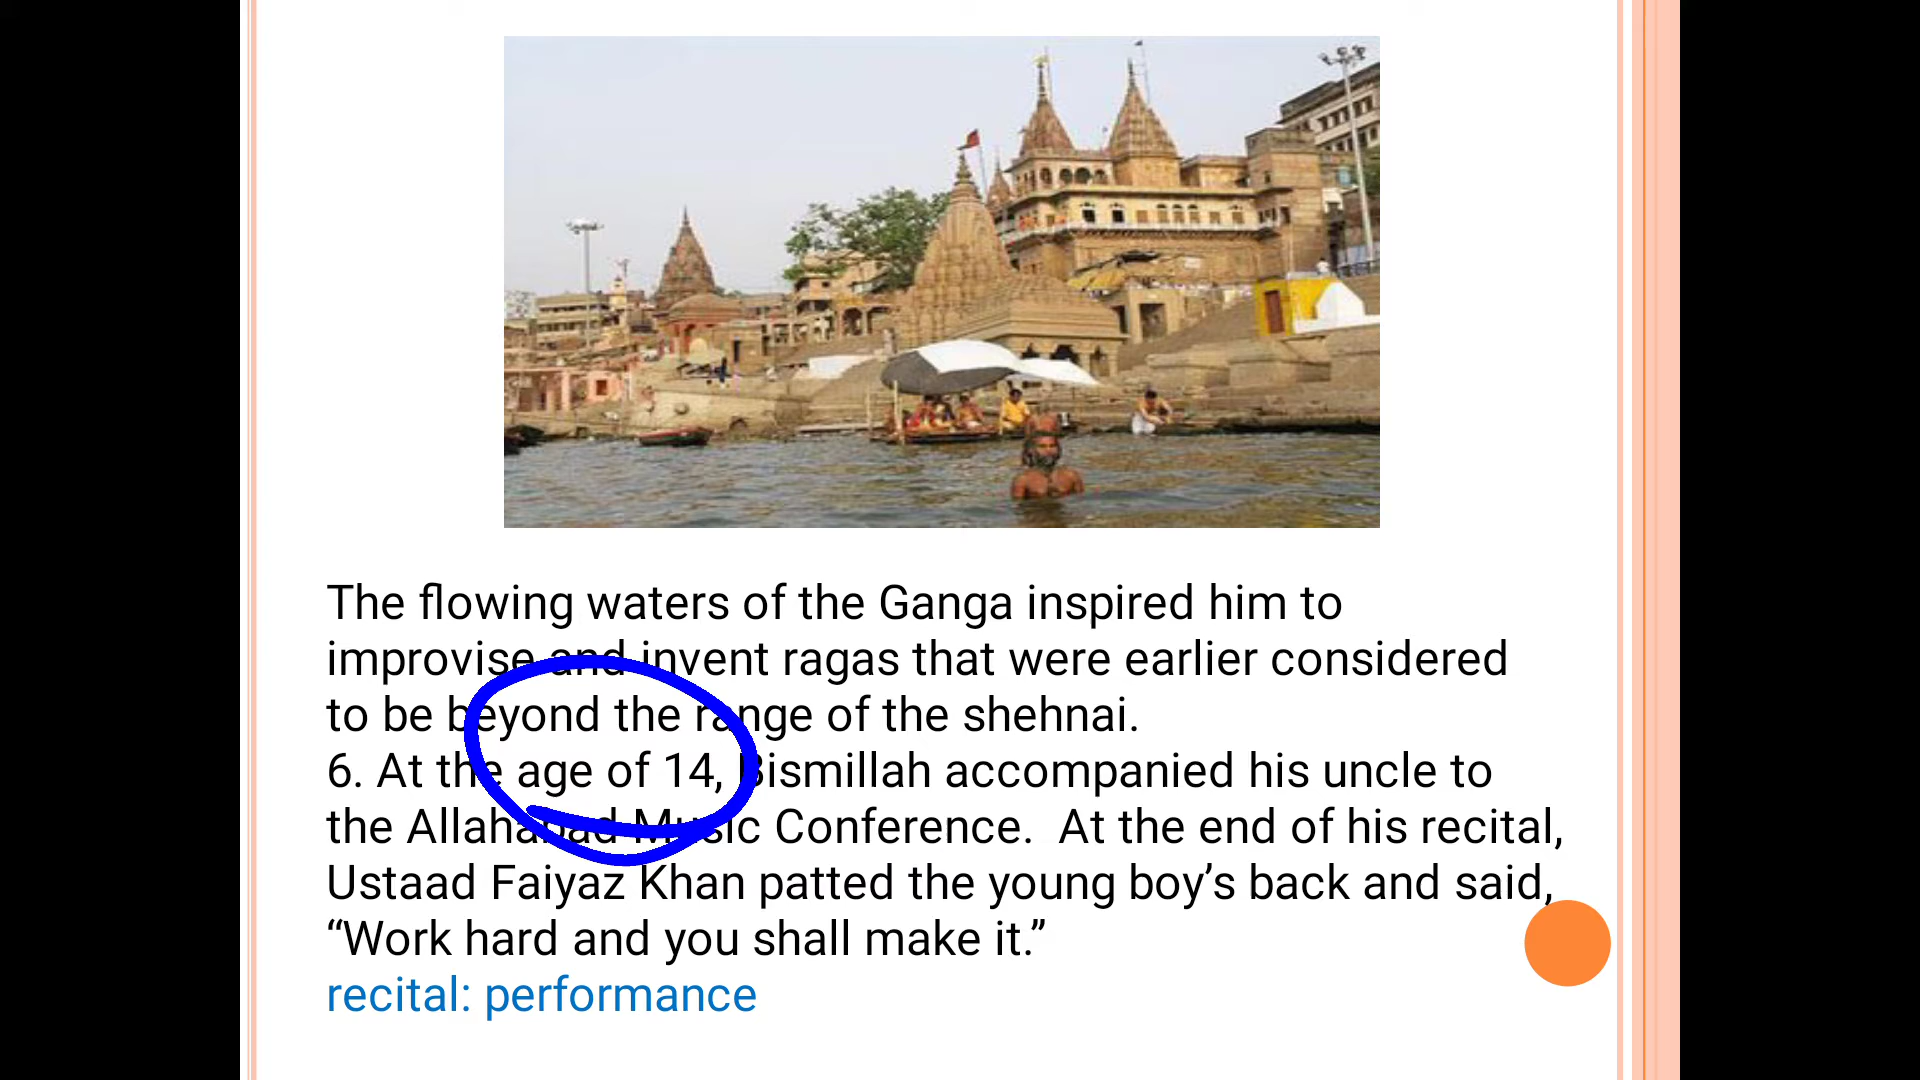 The flowing waters of the Ganga inspired him to
improvise and invent ragas that were earlier considered
to be beyond the range of the shehnai.
6. At the age of 14, Bismillah accompanied his uncle to
the Allahabad Music Conference.  At the end of his recital,
Ustaad Faiyaz Khan patted the young boy’s back and said,
“Work hard and you shall make it.”
recital: performance